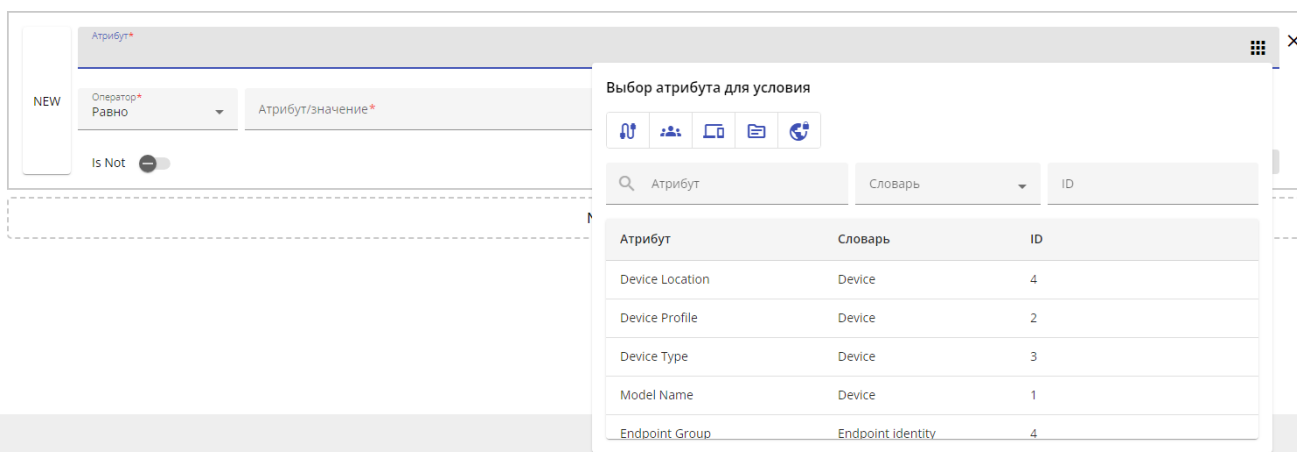 Атрибут*
NEW
Оператор*
Равно
Атрибут/значение*
Is Not
Выбор атрибута для условия
Атрибут
Словарь
ID
Атрибут Словарь ID
Device Location Device 4
Device Profile Device 2
Device Type Device 3
Model Name Device 1
Endpoint Group Endpoint identity 4